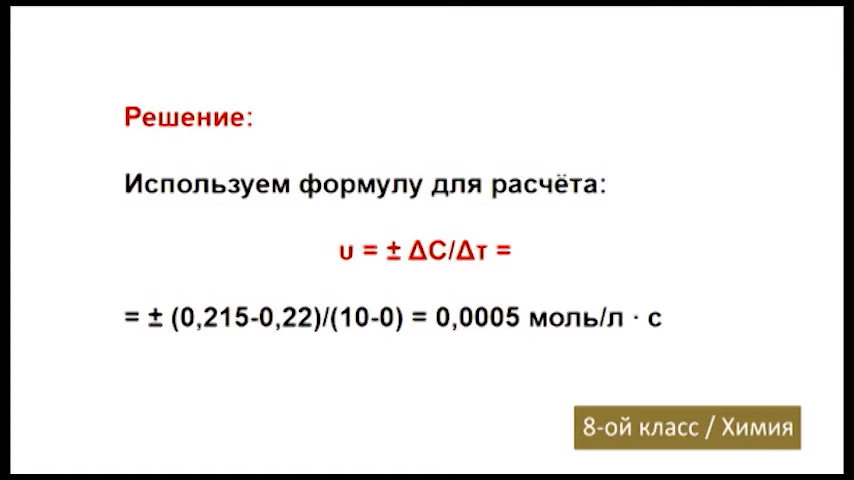 Решение:
Используем формулу для расчёта:
υ = ± ΔC/Δτ =
= ± (0,215-0,22)/(10-0) = 0,0005 моль/л · с
8-ой класс / Химия